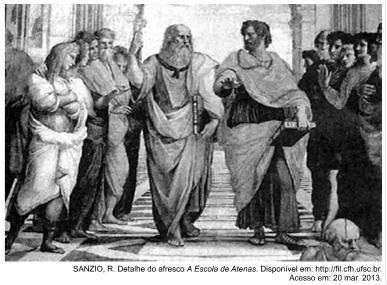 SANZIO, R. Detalhe do afresco A Escola de Atenas. Disponível em: http://fil.cfh.ufsc.br.
Acesso em: 20 mar. 2013.